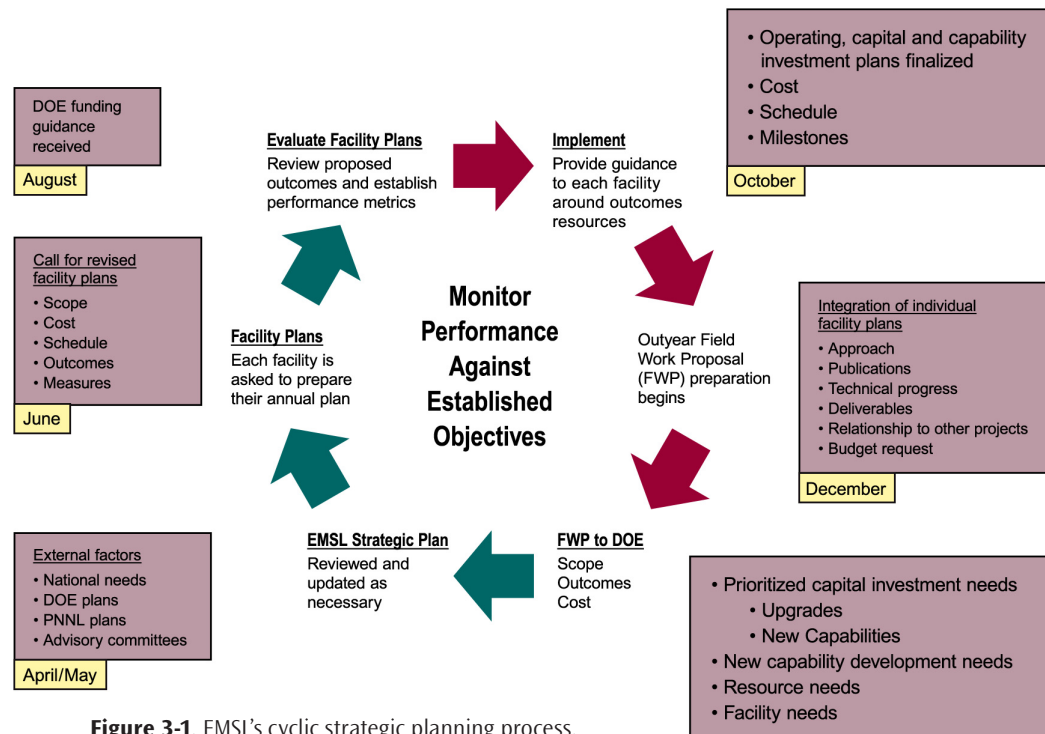 DOE funding
guidance
received
August
Evaluate Facility Plans
Review proposed
outcomes and establish
performance metrics
Implement
Provide guidance
to each facility
around outcomes
resources
• Operating, capital and capability
investment plans finalized
• Cost
• Schedule
• Milestones
October
Call for revised
facility plans
• Scope
• Cost
• Schedule
• Outcomes
• Measures
June
Facility Plans
Each facility is
asked to prepare
their annual plan
Monitor
Performance
Against
Established
Objectives
Outyear Field
Work Proposal
(FWP) preparation
begins
Integration of individual
facility plans
• Approach
• Publications
• Technical progress
• Deliverables
• Relationship to other projects
• Budget request
December
External factors
• National needs
• DOE plans
• PNNL plans
• Advisory committees
April/May
EMSL Strategic Plan
Reviewed and
updated as
necessary
FWP to DOE
Scope
Outcomes
Cost
• Prioritized capital investment needs
• Upgrades
• New Capabilities
• New capability development needs
• Resource needs
• Facility needs
Figure 3-1 EMSL's cyclic strategic planning process